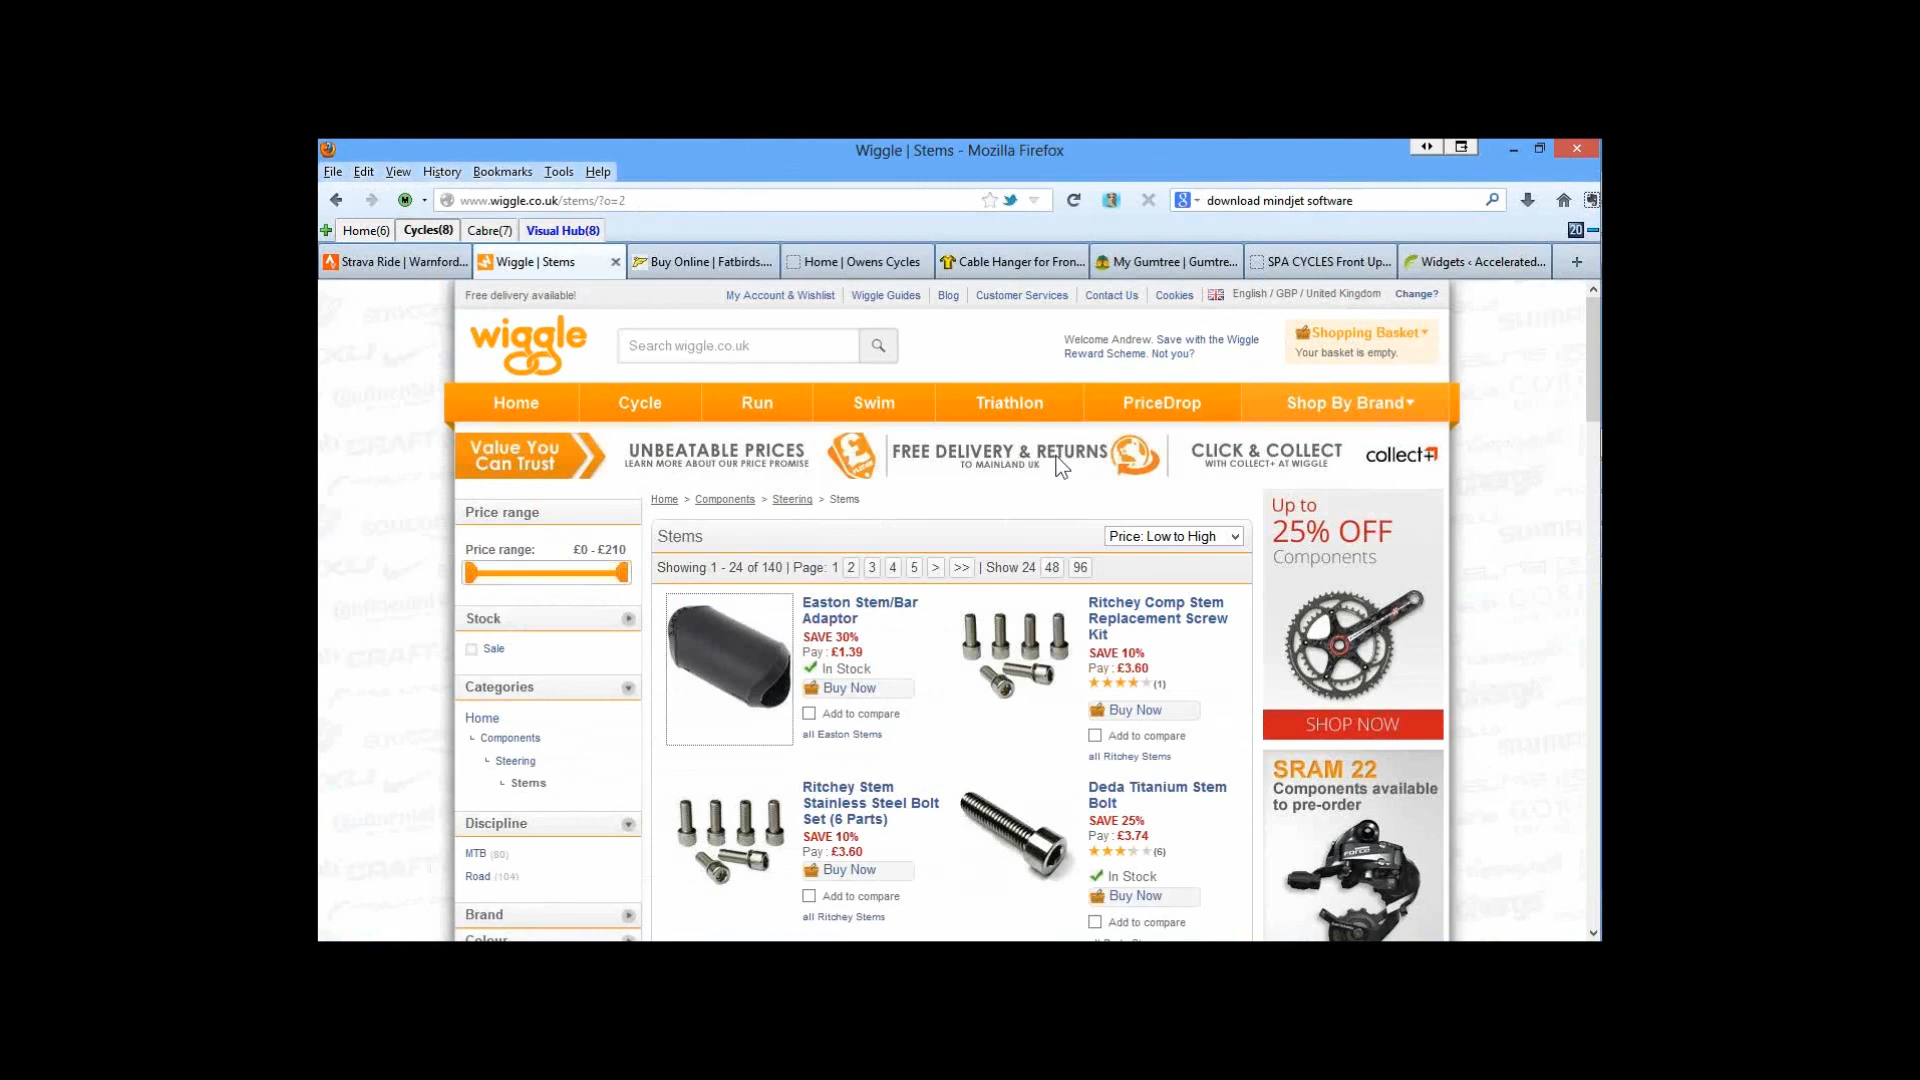 Wiggle | Stems - Mozilla Firefox
File Edit View History Bookmarks Tools Help
www.wiggle.co.uk/stems/?o=2
download mindjet software
Home(6) Cycles(8) Cabre(7) Visual Hub(8)
20
Strava Ride | Warnford... Wiggle | Stems Buy Online | Fatbirds.... Home | Owens Cycles Cable Hanger for Fron... My Gumtree | Gumtre... SPA CYCLES Front Up... Widgets ‹ Accelerated...
Free delivery available! My Account & Wishlist Wiggle Guides Blog Customer Services Contact Us Cookies English / GBP / United Kingdom Change?
wiggle
Search wiggle.co.uk
Welcome Andrew. Save with the Wiggle
Reward Scheme. Not you?
Shopping Basket
Your basket is empty.
Home Cycle Run Swim Triathlon PriceDrop Shop By Brand
Value You
Can Trust
UNBEATABLE PRICES
LEARN MORE ABOUT OUR PRICE PROMISE
FREE DELIVERY & RETURNS
TO MAINLAND UK
CLICK & COLLECT
WITH COLLECT+ AT WIGGLE
collect+
Home > Components > Steering > Stems
Price range
Price range: £0 - £210
Stock
Sale
Categories
Home
Components
Steering
Stems
Discipline
MTB (80)
Road (104)
Brand
Colour
Stems
Price: Low to High
Showing 1 - 24 of 140 | Page: 1 2 3 4 5 > >> | Show 24 48 96
Easton Stem/Bar
Adaptor
SAVE 30%
Pay : £1.39
In Stock
Buy Now
Add to compare
all Easton Stems
Ritchey Comp Stem
Replacement Screw
Kit
SAVE 10%
Pay : £3.60
(1)
Buy Now
Add to compare
all Ritchey Stems
Ritchey Stem
Stainless Steel Bolt
Set (6 Parts)
SAVE 10%
Pay : £3.60
Buy Now
Add to compare
all Ritchey Stems
Deda Titanium Stem
Bolt
SAVE 25%
Pay : £3.74
(6)
In Stock
Buy Now
Add to compare
Up to
25% OFF
Components
SHOP NOW
SRAM 22
Components available
to pre-order